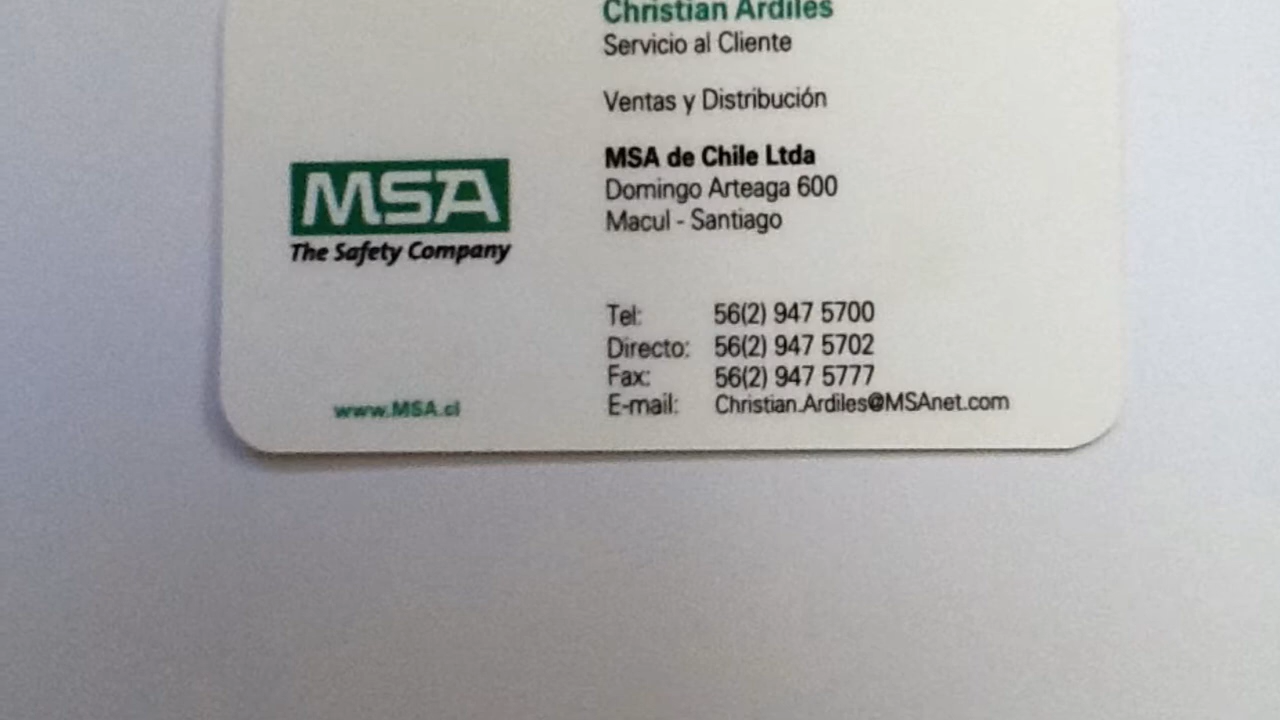 Christian Ardiles
Servicio al Cliente
Ventas y Distribución
MSA de Chile Ltda
Domingo Arteaga 600
Macul - Santiago
MSA
The Safety Company
Tel: 56(2) 947 5700
Directo: 56(2) 947 5702
Fax: 56(2) 947 5777
E-mail: Christian.Ardiles@MSAnet.com
www.MSA.cl